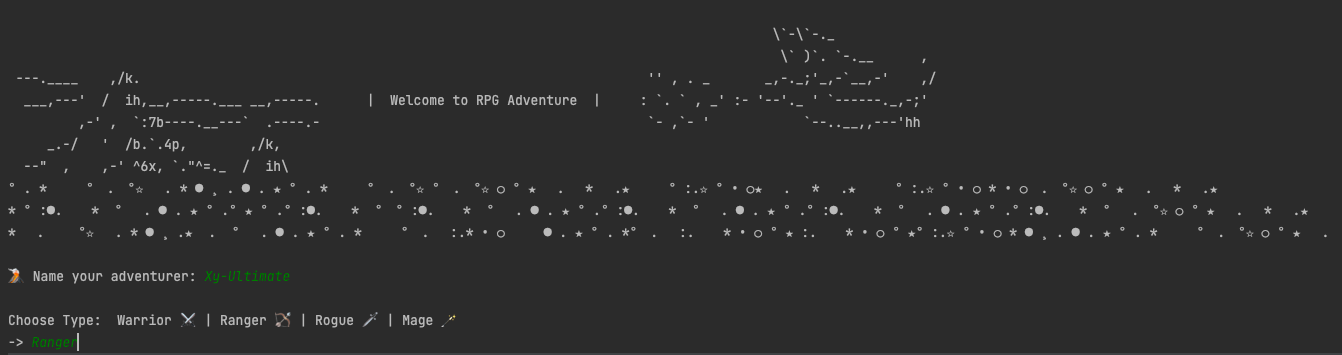 | Welcome to RPG Adventure |
Name your adventurer: Xy-Ultimate
Choose Type: Warrior ⚔ | Ranger 🏹 | Rogue 🗡 | Mage 🪄
-> Ranger